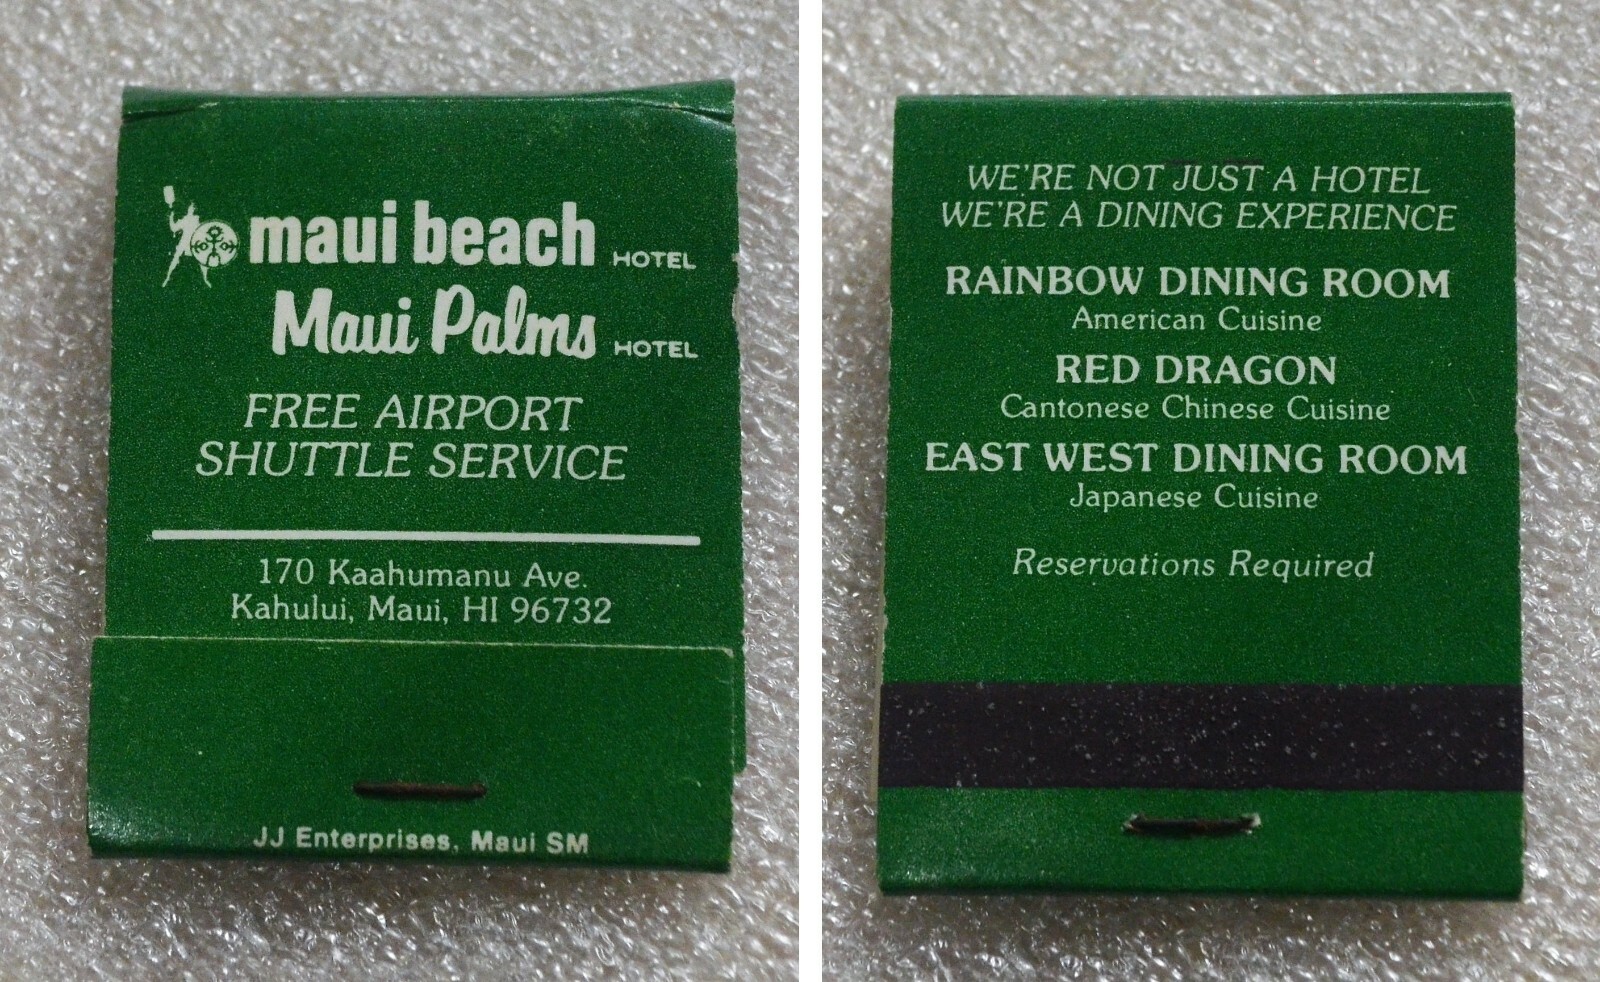 maui beach HOTEL
Maui Palms HOTEL
FREE AIRPORT
SHUTTLE SERVICE
170 Kaahumanu Ave.
Kahului, Maui, HI 96732
JJ Enterprises, Maui SM
WE'RE NOT JUST A HOTEL
WE'RE A DINING EXPERIENCE
RAINBOW DINING ROOM
American Cuisine
RED DRAGON
Cantonese Chinese Cuisine
EAST WEST DINING ROOM
Japanese Cuisine
Reservations Required